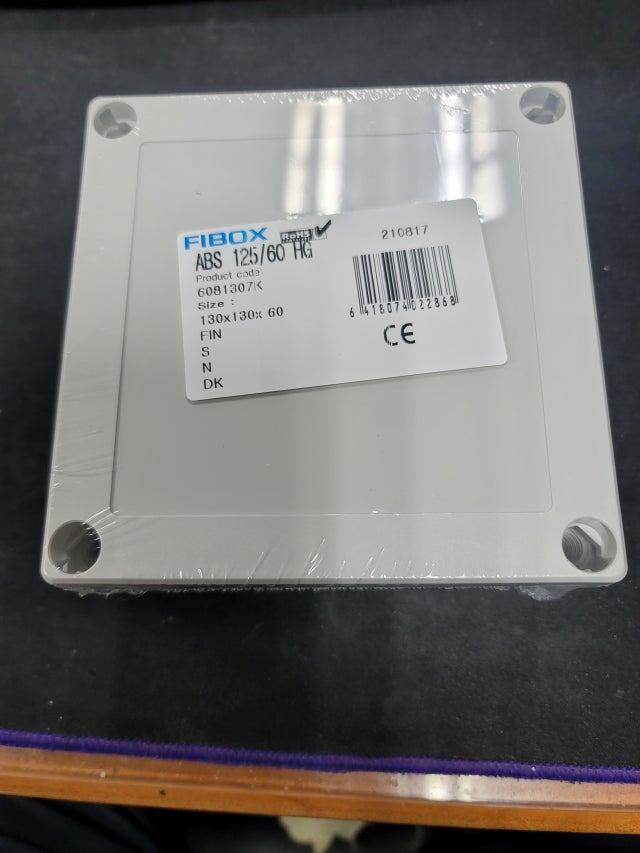 FIBOX RoHS
ABS 125/60 HG
Product code:
6081307K
Size :
130x130x 60
FIN
S
N
DK
210817
6 418074 022868
CE